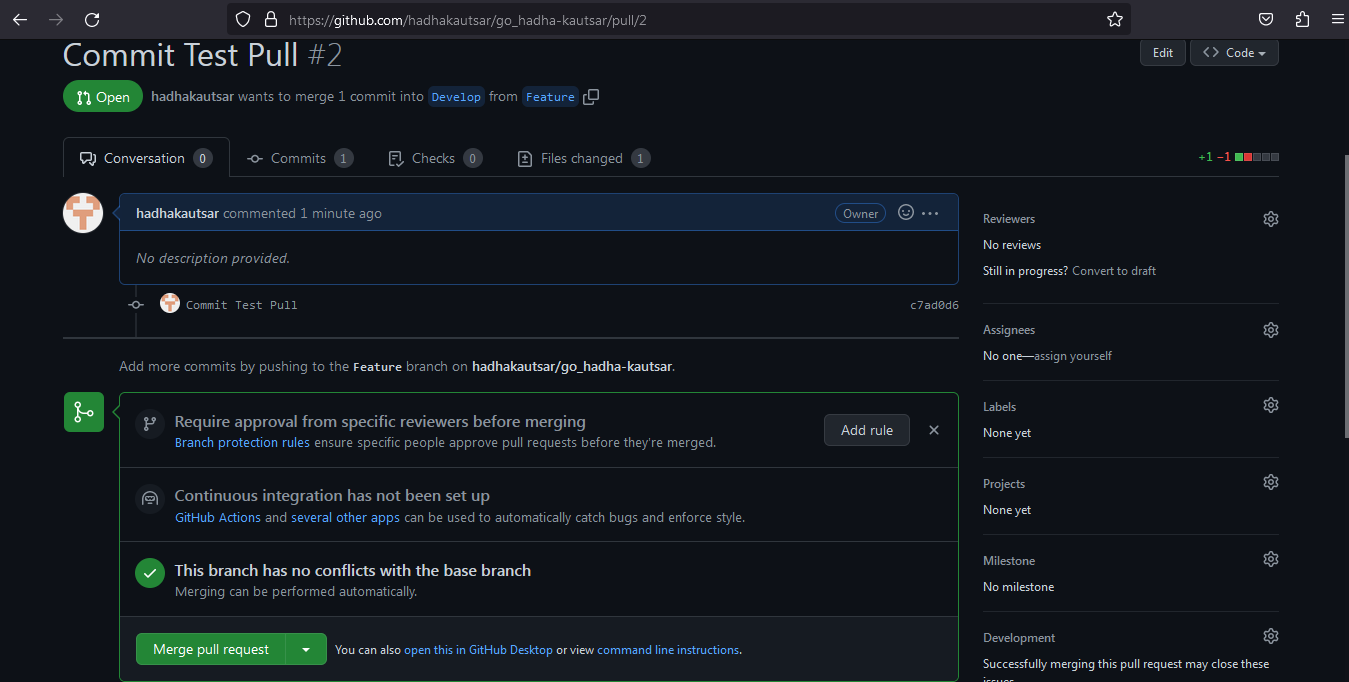 https://github.com/hadhakautsar/go_hadha-kautsar/pull/2
Commit Test Pull #2
Edit
<> Code
Open
hadhakautsar wants to merge 1 commit into Develop from Feature
Conversation 0
Commits 1
Checks 0
Files changed 1
+1 −1
hadhakautsar commented 1 minute ago
Owner
No description provided.
Commit Test Pull
c7ad0d6
Add more commits by pushing to the Feature branch on hadhakautsar/go_hadha-kautsar.
Require approval from specific reviewers before merging
Branch protection rules ensure specific people approve pull requests before they're merged.
Add rule
Continuous integration has not been set up
GitHub Actions and several other apps can be used to automatically catch bugs and enforce style.
This branch has no conflicts with the base branch
Merging can be performed automatically.
Merge pull request
You can also open this in GitHub Desktop or view command line instructions.
Reviewers
No reviews
Still in progress? Convert to draft
Assignees
No one—assign yourself
Labels
None yet
Projects
None yet
Milestone
No milestone
Development
Successfully merging this pull request may close these
issues.